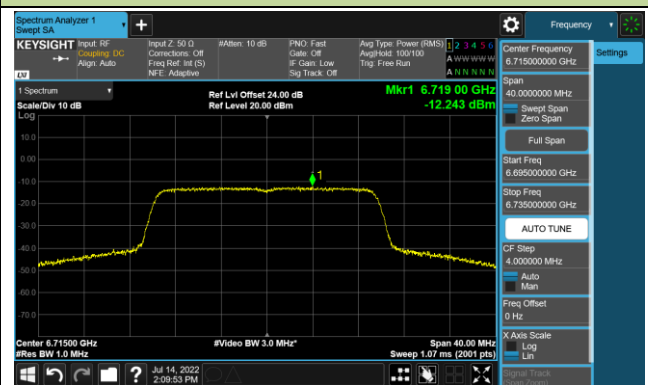 Spectrum Analyzer 1
Swept SA
Frequency
KEYSIGHT
Input: RF
Coupling: DC
Align: Auto
Input Z: 50 Ω
Corrections: Off
Freq Ref: Int (S)
NFE: Adaptive
#Atten: 10 dB
PNO: Fast
Gate: Off
IF Gain: Low
Sig Track: Off
Avg Type: Power (RMS)
Avg|Hold: 100/100
Trig: Free Run
1 2 3 4 5 6
A W W W W W
A N N N N N
LXI
Center Frequency
6.715000000 GHz
Settings
Span
40.0000000 MHz
Swept Span
Zero Span
Full Span
Start Freq
6.695000000 GHz
Stop Freq
6.735000000 GHz
AUTO TUNE
CF Step
4.000000 MHz
Auto
Man
Freq Offset
0 Hz
X Axis Scale
Log
Lin
Signal Track
(Span Zoom)
1 Spectrum
Scale/Div 10 dB
Log
Ref Lvl Offset 24.00 dB
Ref Level 20.00 dBm
Mkr1 6.719 00 GHz
-12.243 dBm
10.0
0.00
-10.0
-20.0
-30.0
-40.0
-50.0
-60.0
-70.0
1
Center 6.71500 GHz
#Res BW 1.0 MHz
#Video BW 3.0 MHz*
Span 40.00 MHz
Sweep 1.07 ms (2001 pts)
?
Jul 14, 2022
2:09:53 PM